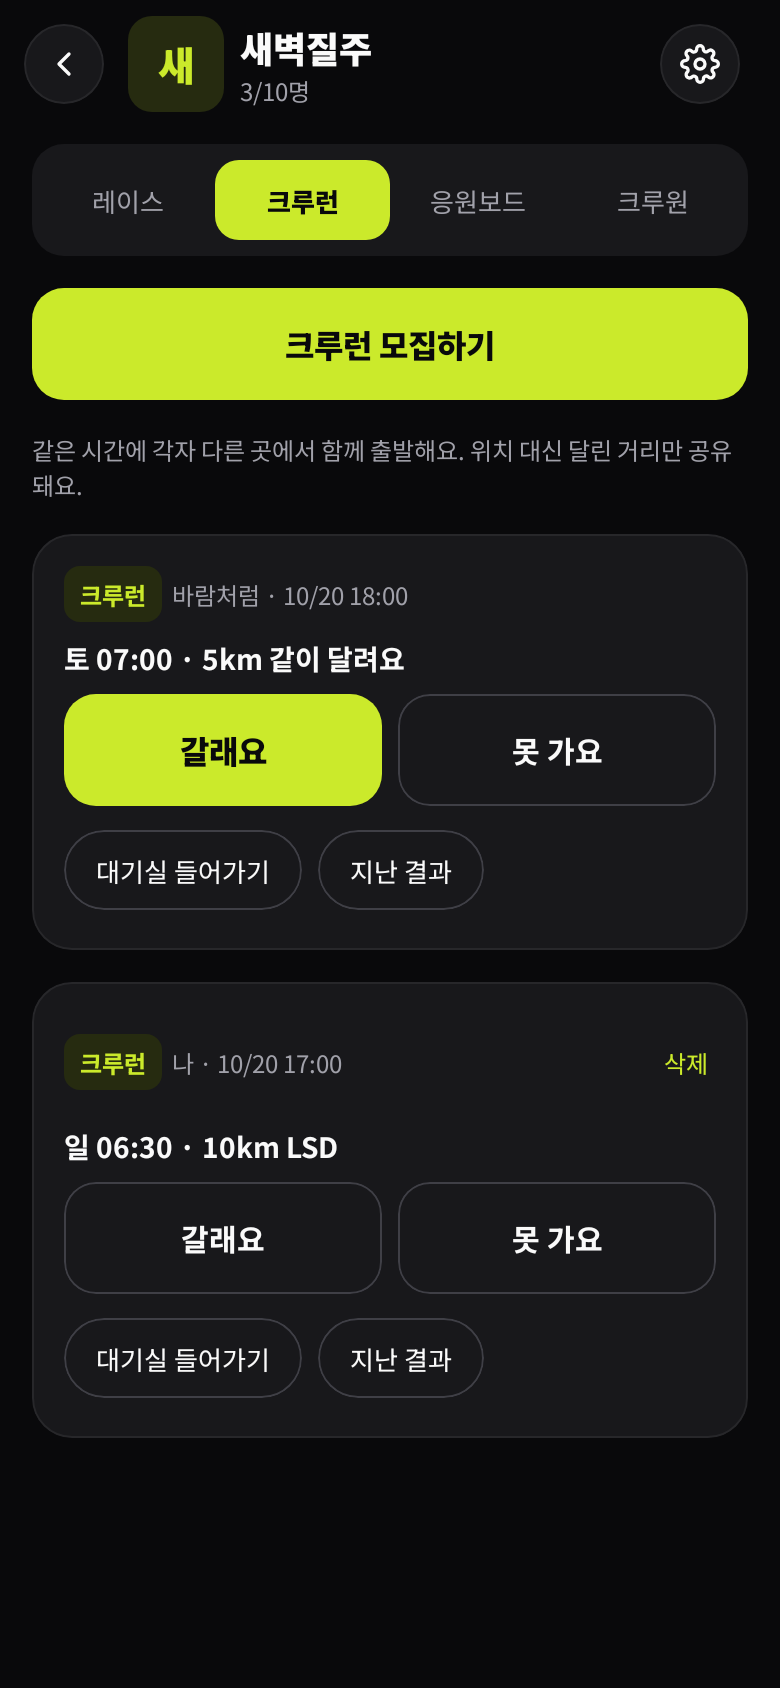 새
새벽질주
3/10명
레이스 크루런 응원보드 크루원
크루런 모집하기
같은 시간에 각자 다른 곳에서 함께 출발해요. 위치 대신 달린 거리만 공유
돼요.
크루런 바람처럼 · 10/20 18:00
토 07:00 · 5km 같이 달려요
갈래요 못 가요
대기실 들어가기 지난 결과
크루런 나 · 10/20 17:00 삭제
일 06:30 · 10km LSD
갈래요 못 가요
대기실 들어가기 지난 결과